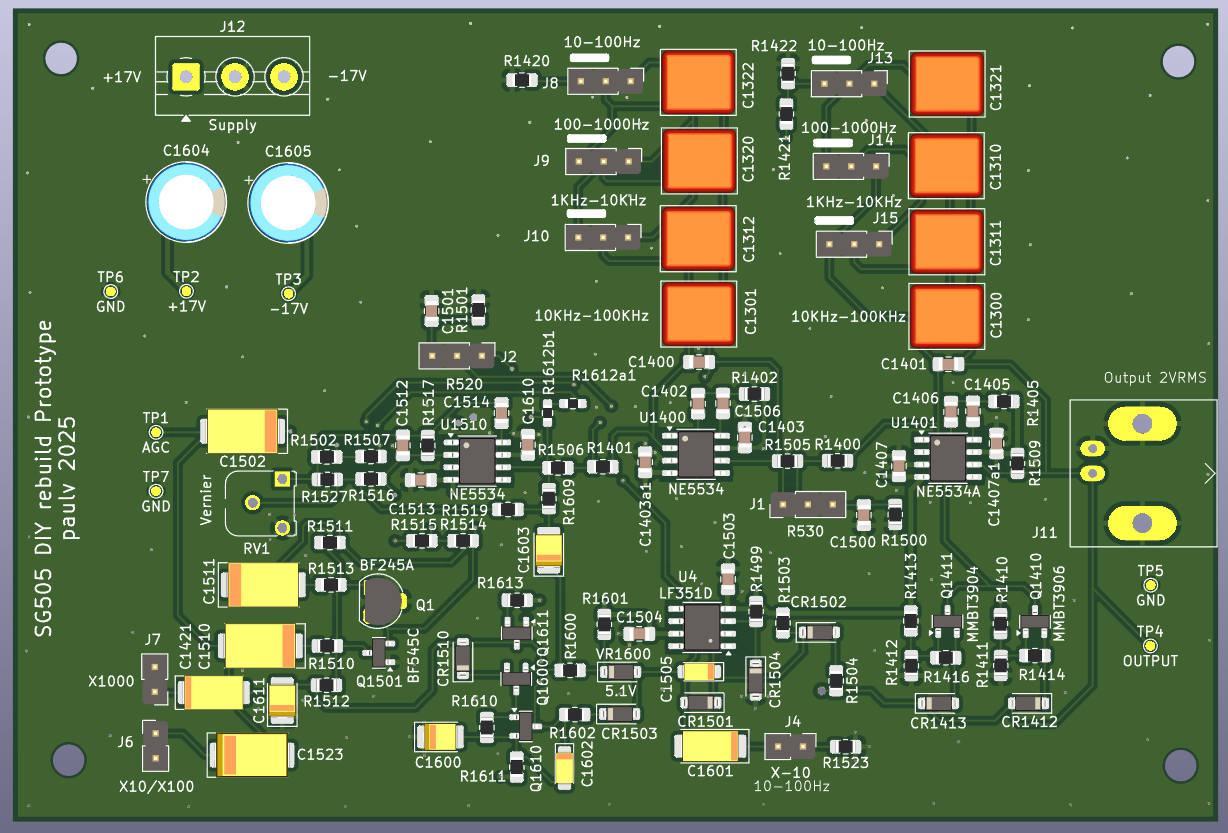 J12
+17V
-17V
Supply
C1604
C1605
+
+
TP6
GND
TP2
+17V
TP3
-17V
10-100Hz
R1420
J8
C1322
100-1000Hz
J9
C1320
1KHz-10KHz
J10
C1312
10KHz-100KHz
C1301
R1422
10-100Hz
J13
C1321
R1421
100-1000Hz
J14
C1310
1KHz-10KHz
J15
C1311
10KHz-100KHz
C1300
SG505 DIY rebuild Prototype
paulv 2025
C1501
R1501
J2
R520
R1612b1
R1612a1
C1400
C1401
Output 2VRMS
TP1
AGC
C1502
TP7
GND
Vernier
RV1
R1502
R1507
R1527
R1516
C1512
R1517
C1514
U1510
C1610
NE5534
C1513
R1519
R1506
R1401
R1609
C1603
R1515
R1514
C1402
U1400
R1402
C1506
C1403
NE5534
C1403a1
R1505
R1400
J1
R530
C1500
R1500
C1407
C1406
U1401
C1405
R1405
NE5534A
C1407a1
R1509
J11
R1511
R1513
C1511
BF245A
Q1
C1421
C1510
R1510
Q1501
BF545C
R1512
C1611
J7
X1000
J6
X10/X100
C1523
R1613
Q1611
CR1510
Q1600
R1600
R1610
R1611
Q1610
C1600
R1602
C1602
R1601
C1504
VR1600
5.1V
CR1503
U4
LF351D
C1503
R1499
R1503
CR1502
C1505
CR1504
CR1501
R1504
C1601
J4
X-10
10-100Hz
R1523
R1413
Q1411
MMBT3904
R1410
Q1410
MMBT3906
R1412
R1416
R1411
R1414
CR1413
CR1412
TP5
GND
TP4
OUTPUT